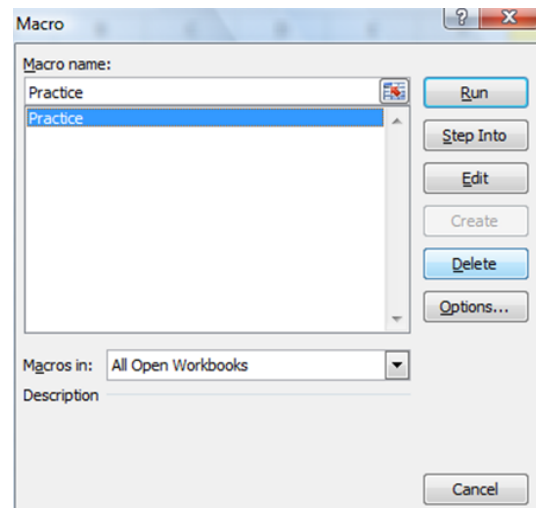 Macro
?
X
Macro name:
Practice
Practice
Run
Step Into
Edit
Create
Delete
Options...
Macros in: All Open Workbooks
Description
Cancel